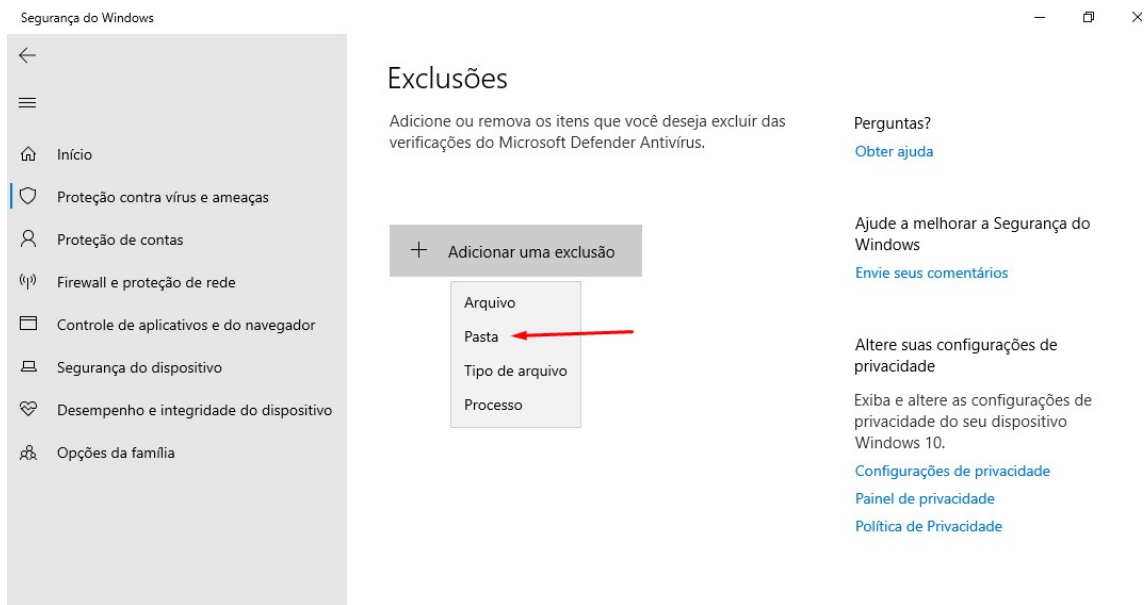 Segurança do Windows
Início
Proteção contra vírus e ameaças
Proteção de contas
Firewall e proteção de rede
Controle de aplicativos e do navegador
Segurança do dispositivo
Desempenho e integridade do dispositivo
Opções da família
Exclusões
Adicione ou remova os itens que você deseja excluir das
verificações do Microsoft Defender Antivírus.
Adicionar uma exclusão
Arquivo
Pasta
Tipo de arquivo
Processo
Perguntas?
Obter ajuda
Ajude a melhorar a Segurança do
Windows
Envie seus comentários
Altere suas configurações de
privacidade
Exiba e altere as configurações de
privacidade do seu dispositivo
Windows 10.
Configurações de privacidade
Painel de privacidade
Política de Privacidade